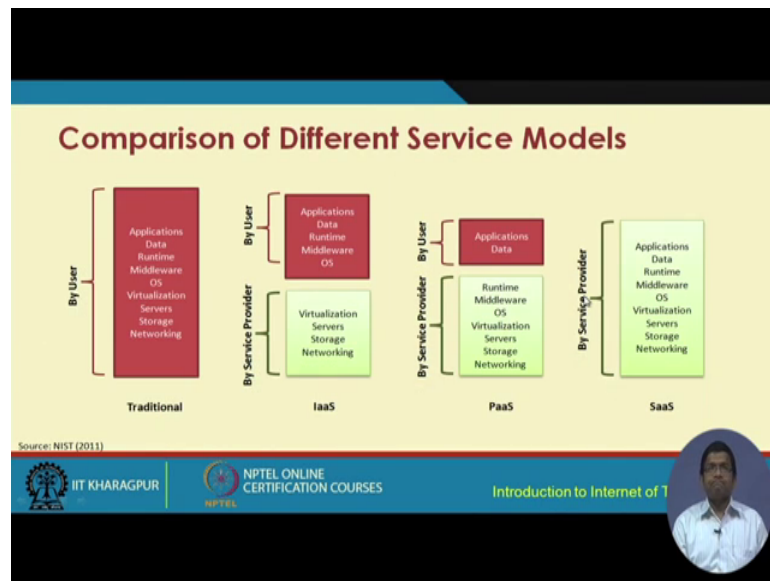 Comparison of Different Service Models
By User
Applications
Data
Runtime
Middleware
OS
Virtualization
Servers
Storage
Networking
Traditional
By User
Applications
Data
Runtime
Middleware
OS
By Service Provider
Virtualization
Servers
Storage
Networking
IaaS
By User
Applications
Data
By Service Provider
Runtime
Middleware
OS
Virtualization
Servers
Storage
Networking
PaaS
By Service Provider
Applications
Data
Runtime
Middleware
OS
Virtualization
Servers
Storage
Networking
SaaS
Source: NIST (2011)
IIT KHARAGPUR
NPTEL
NPTEL ONLINE
CERTIFICATION COURSES
Introduction to Internet of T